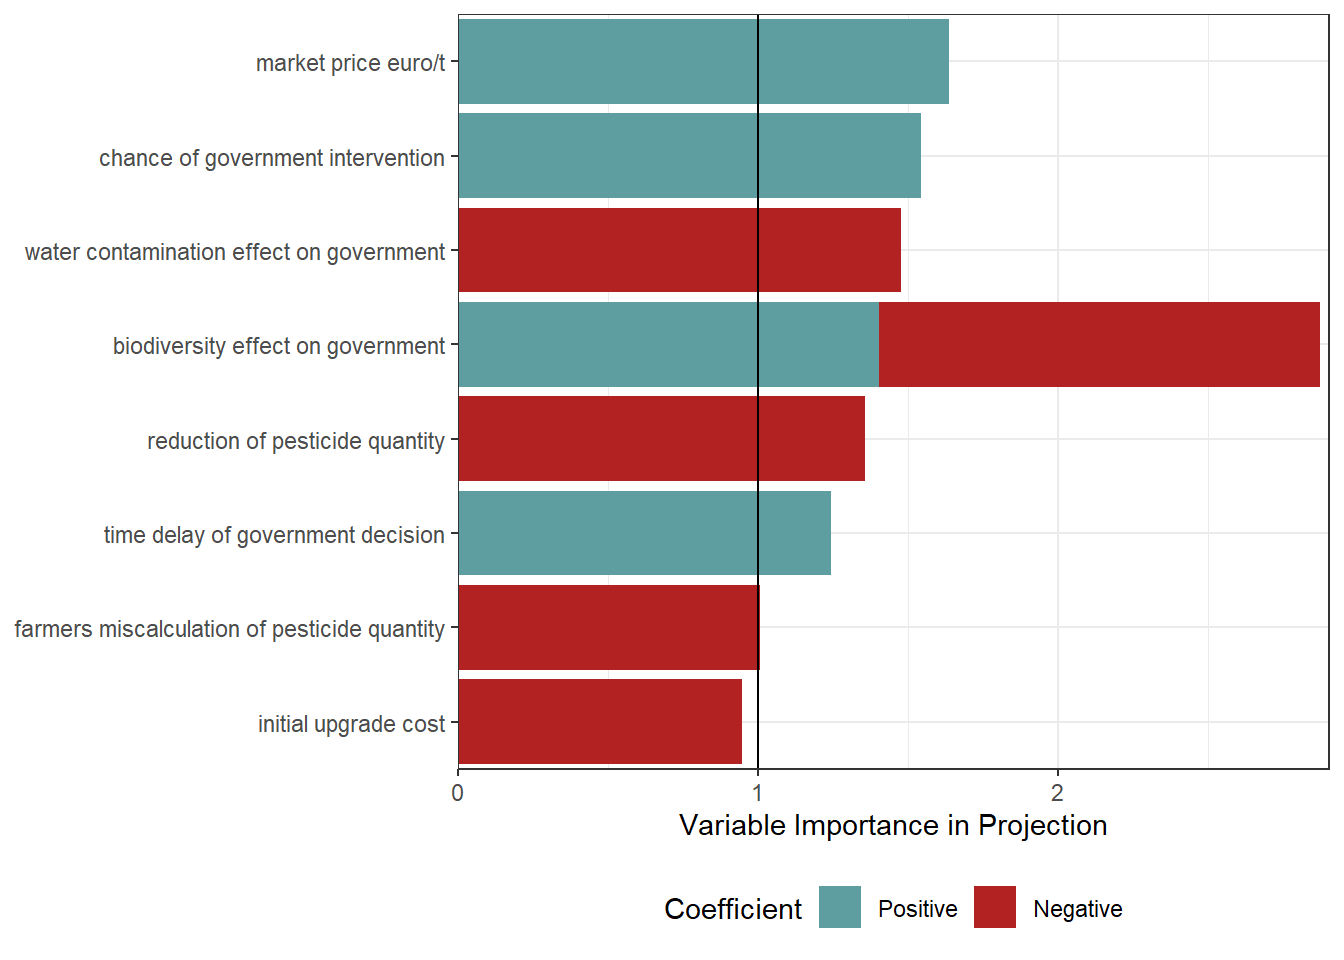 market price euro/t
chance of government intervention
water contamination effect on government
biodiversity effect on government
reduction of pesticide quantity
time delay of government decision
farmers miscalculation of pesticide quantity
initial upgrade cost
0 1 2
Variable Importance in Projection
Coefficient Positive Negative